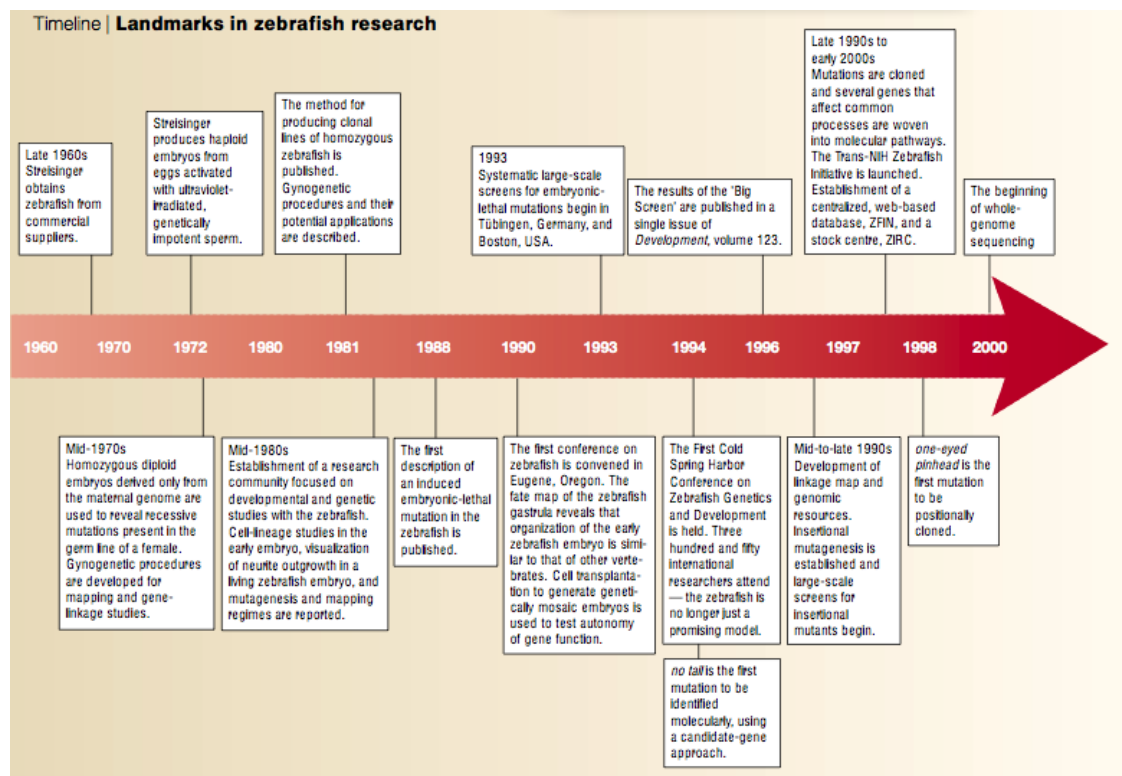 Timeline | Landmarks in zebrafish research
Late 1960s
Streisinger
obtains
zebrafish from
commercial
suppliers.
Streisinger
produces haploid
embryos from
eggs activated
with ultraviolet-
irradiated,
genetically
impotent sperm.
The method for
producing clonal
lines of homozygous
zebrafish is
published.
Gynogenetic
procedures and their
potential applications
are described.
1993
Systematic large-scale
screens for embryonic-
lethal mutations begin in
Tübingen, Germany, and
Boston, USA.
The results of the 'Big
Screen' are published in a
single issue of
Development, volume 123.
Late 1990s to
early 2000s
Mutations are cloned
and several genes that
affect common
processes are woven
into molecular pathways.
The Trans-NIH Zebrafish
Initiative is launched.
Establishment of a
centralized, web-based
database, ZFIN, and a
stock centre, ZIRC.
The beginning
of whole-
genome
sequencing
1960 1970 1972 1980 1981 1988 1990 1993 1994 1996 1997 1998 2000
Mid-1970s
Homozygous diploid
embryos derived only from
the maternal genome are
used to reveal recessive
mutations present in the
germ line of a female.
Gynogenetic procedures
are developed for
mapping and gene-
linkage studies.
Mid-1980s
Establishment of a research
community focused on
developmental and genetic
studies with the zebrafish.
Cell-lineage studies in the
early embryo, visualization
of neurite outgrowth in a
living zebrafish embryo, and
mutagenesis and mapping
regimes are reported.
The first
description of
an induced
embryonic-lethal
mutation in the
zebrafish is
published.
The first conference on
zebrafish is convened in
Eugene, Oregon. The
fate map of the zebrafish
gastrula reveals that
organization of the early
zebrafish embryo is simi-
lar to that of other verte-
brates. Cell transplanta-
tion to generate geneti-
cally mosaic embryos is
used to test autonomy
of gene function.
The First Cold
Spring Harbor
Conference on
Zebrafish Genetics
and Development
is held. Three
hundred and fifty
international
researchers attend
— the zebrafish is
no longer just a
promising model.
no tail is the first
mutation to be
identified
molecularly, using
a candidate-gene
approach.
Mid-to-late 1990s
Development of
linkage map and
genomic
resources.
Insertional
mutagenesis is
established and
large-scale
screens for
insertional
mutants begin.
one-eyed
pinhead is the
first mutation
to be
positionally
cloned.